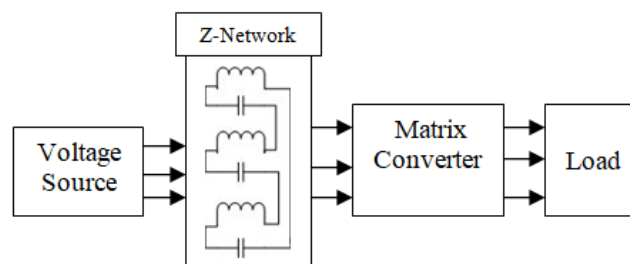 Z-Network
Voltage
Source
Matrix
Converter
Load